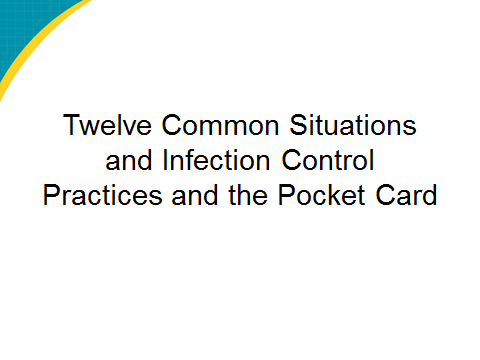 Twelve Common Situations
and Infection Control
Practices and the Pocket Card